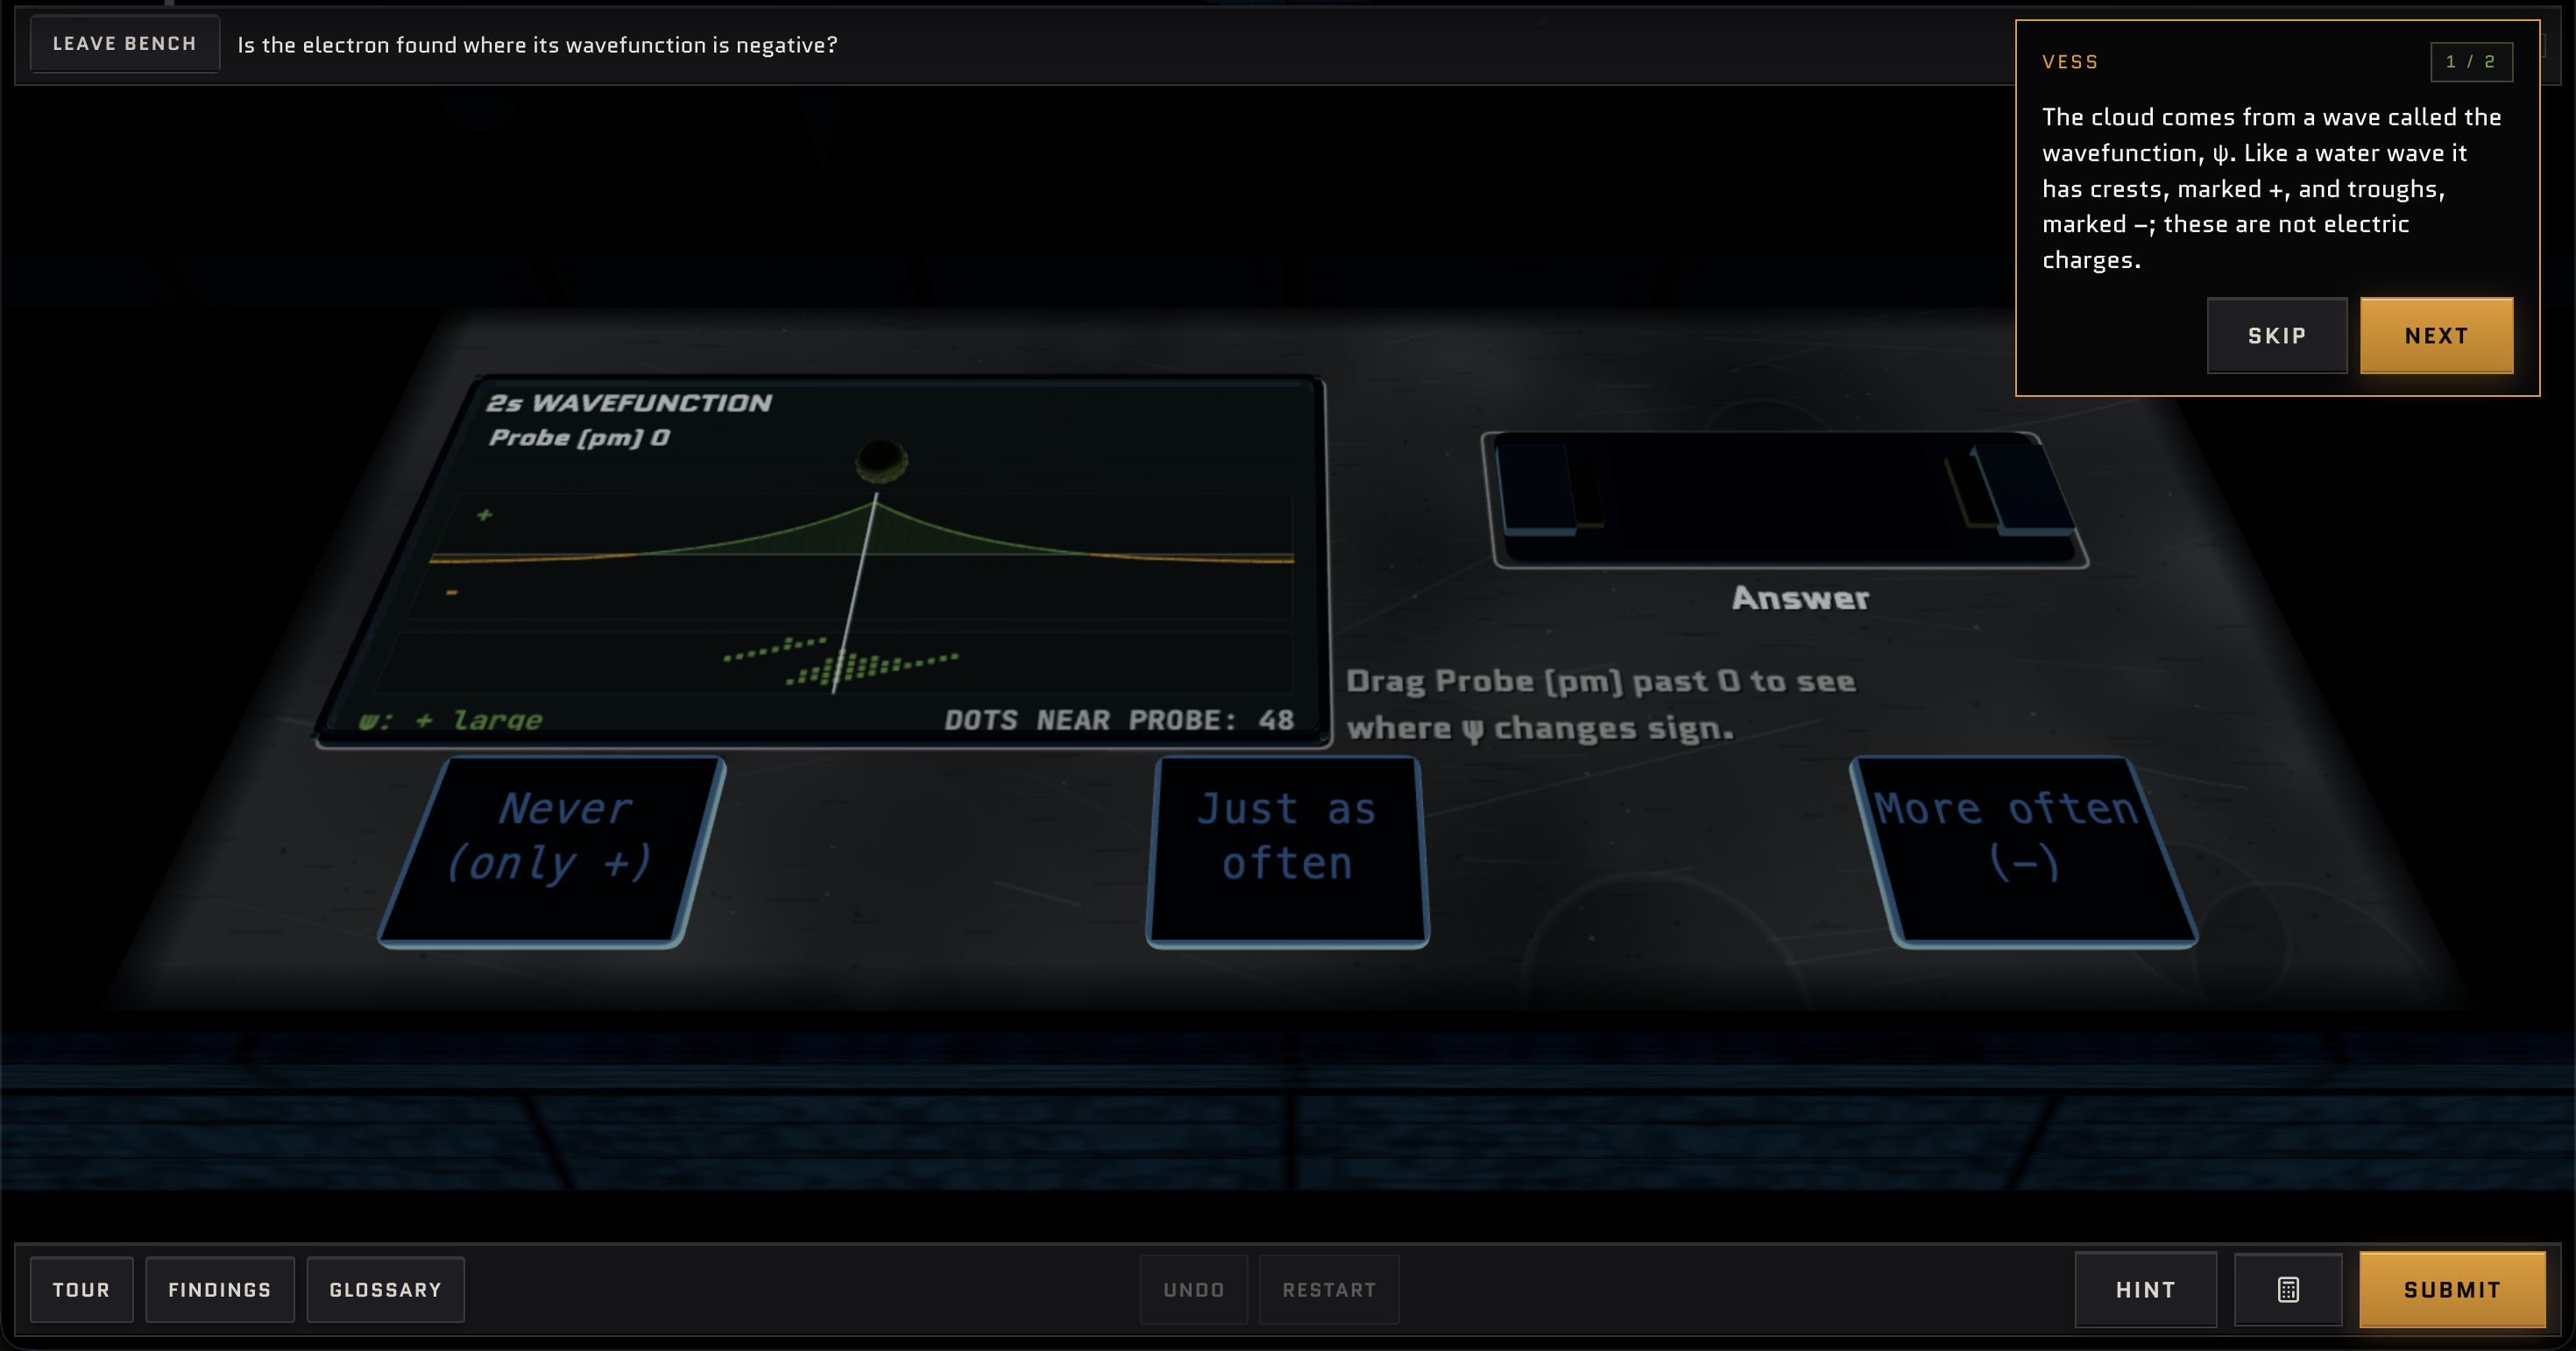 LEAVE BENCH
Is the electron found where its wavefunction is negative?
VESS
1 / 2
The cloud comes from a wave called the
wavefunction, ψ. Like a water wave it
has crests, marked +, and troughs,
marked −; these are not electric
charges.
SKIP
NEXT
2s WAVEFUNCTION
Probe (pm) 0
+
-
ψ: + large
DOTS NEAR PROBE: 48
Answer
Drag Probe (pm) past 0 to see
where ψ changes sign.
Never
(only +)
Just as
often
More often
(−)
TOUR
FINDINGS
GLOSSARY
UNDO
RESTART
HINT
SUBMIT